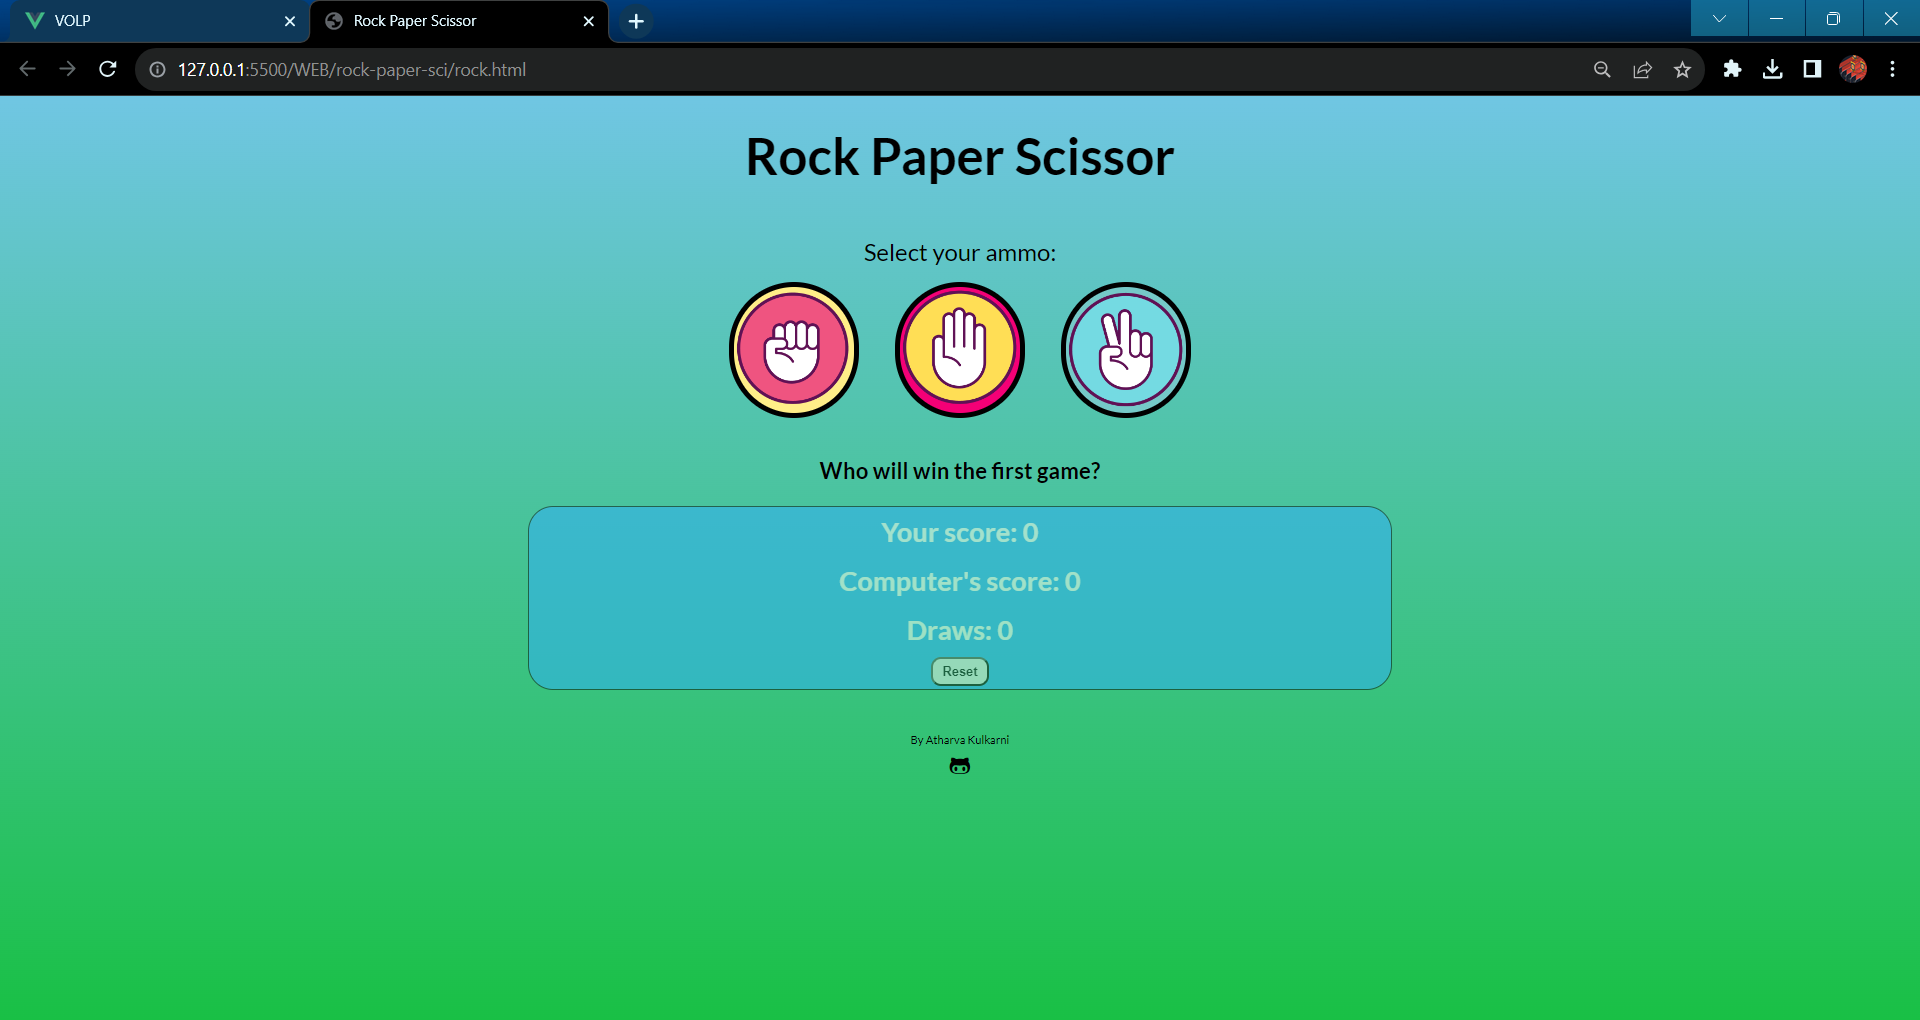 VOLP
Rock Paper Scissor
127.0.0.1:5500/WEB/rock-paper-sci/rock.html
Rock Paper Scissor
Select your ammo:
Who will win the first game?
Your score: 0
Computer's score: 0
Draws: 0
Reset
By Atharva Kulkarni